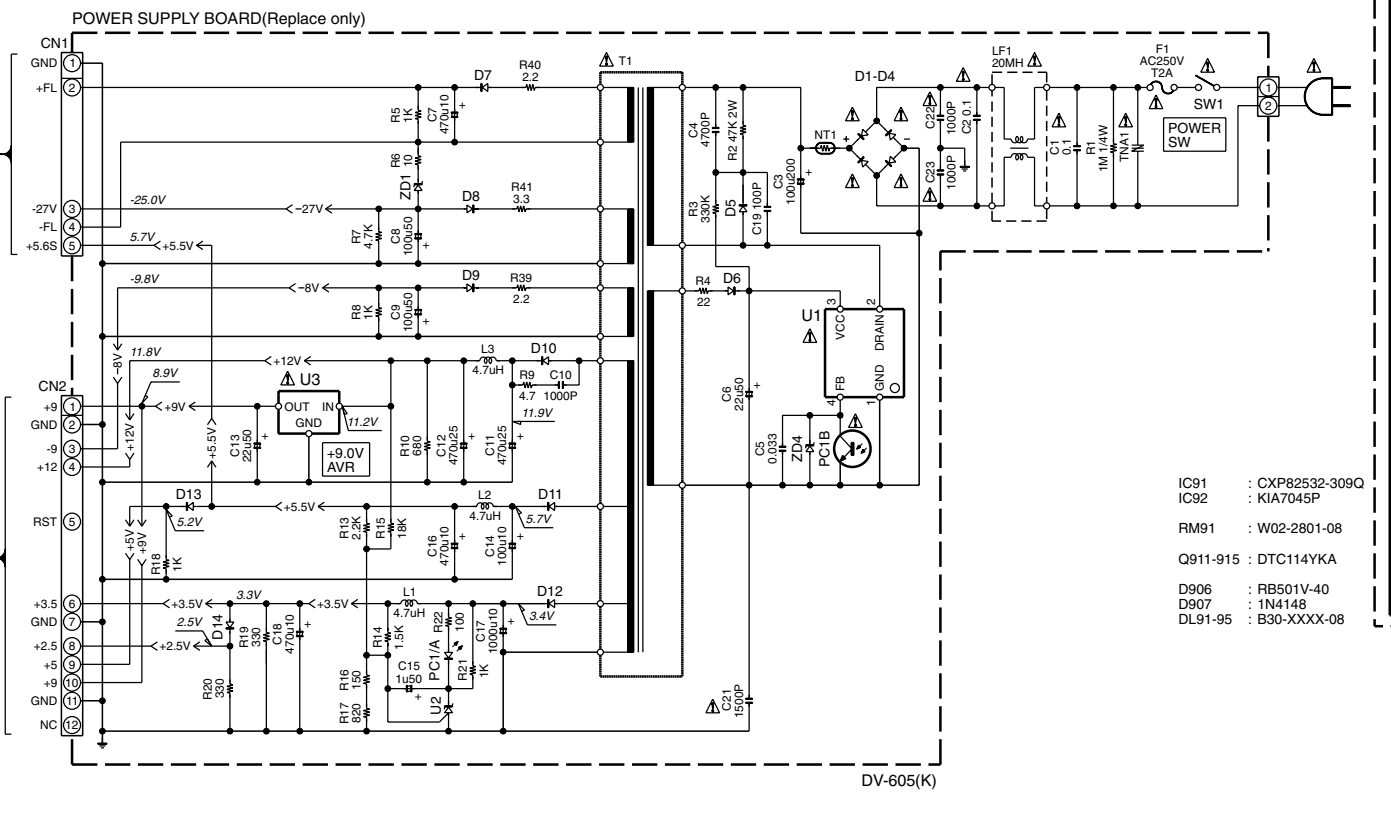 POWER SUPPLY BOARD(Replace only)
CN1
GND 1
+FL 2
-27V 3
-FL 4
+5.6S 5
-25.0V
5.7V
<+5.5V<
-9.8V
<-27V<
<-8V<
D7
R40
2.2
R5
1K
C7
470u10
R6
10
ZD1
D8
R41
3.3
R7
4.7K
C8
100u50
D9
R39
2.2
R8
1K
C9
100u50
T1
CN2
+9 1
GND 2
-9 3
+12 4
RST 5
+3.5 6
GND 7
+2.5 8
+5 9
+9 10
GND 11
NC 12
<-8V<
11.8V
8.9V
<+9V<
<+12V<
<+12V<
<+5.5V<
U3
OUT IN
GND
11.2V
+9.0V
AVR
C13
22u50
R10
680
C12
470u25
C11
470u25
L3
4.7uH
D10
R9
4.7
C10
1000P
11.9V
D13
5.2V
<+5V<
<+9V<
R18
1K
<+5.5V<
R13
2.2K
R15
18K
L2
4.7uH
C16
470u10
C14
100u10
5.7V
D11
<+3.5V<
3.3V
<+3.5V<
2.5V
<+2.5V<
D14
R19
330
C18
470u10
R20
330
L1
4.7uH
R14
1.5K
R22
100
C17
1000u10
D12
3.4V
PC1/A
R21
1K
R16
150
R17
820
C15
1u50
U2
C4
4700P
R2 47K 2W
R3
330K
D5
C19 100P
C3
100u200
NT1
D1-D4
+ -
C22
1000P
C2 0.1
C23
1000P
LF1
20MH
C1
0.1
R1
1M 1/4W
TNA1
F1
AC250V
T2A
SW1
POWER
SW
1
2
R4
22
D6
U1
VCC
DRAIN
FB
GND
3
2
4
1
C6
22u50
C5
0.033
ZD4
PC1B
C21
1500P
IC91 : CXP82532-309Q
IC92 : KIA7045P
RM91 : W02-2801-08
Q911-915 : DTC114YKA
D906 : RB501V-40
D907 : 1N4148
DL91-95 : B30-XXXX-08
DV-605(K)